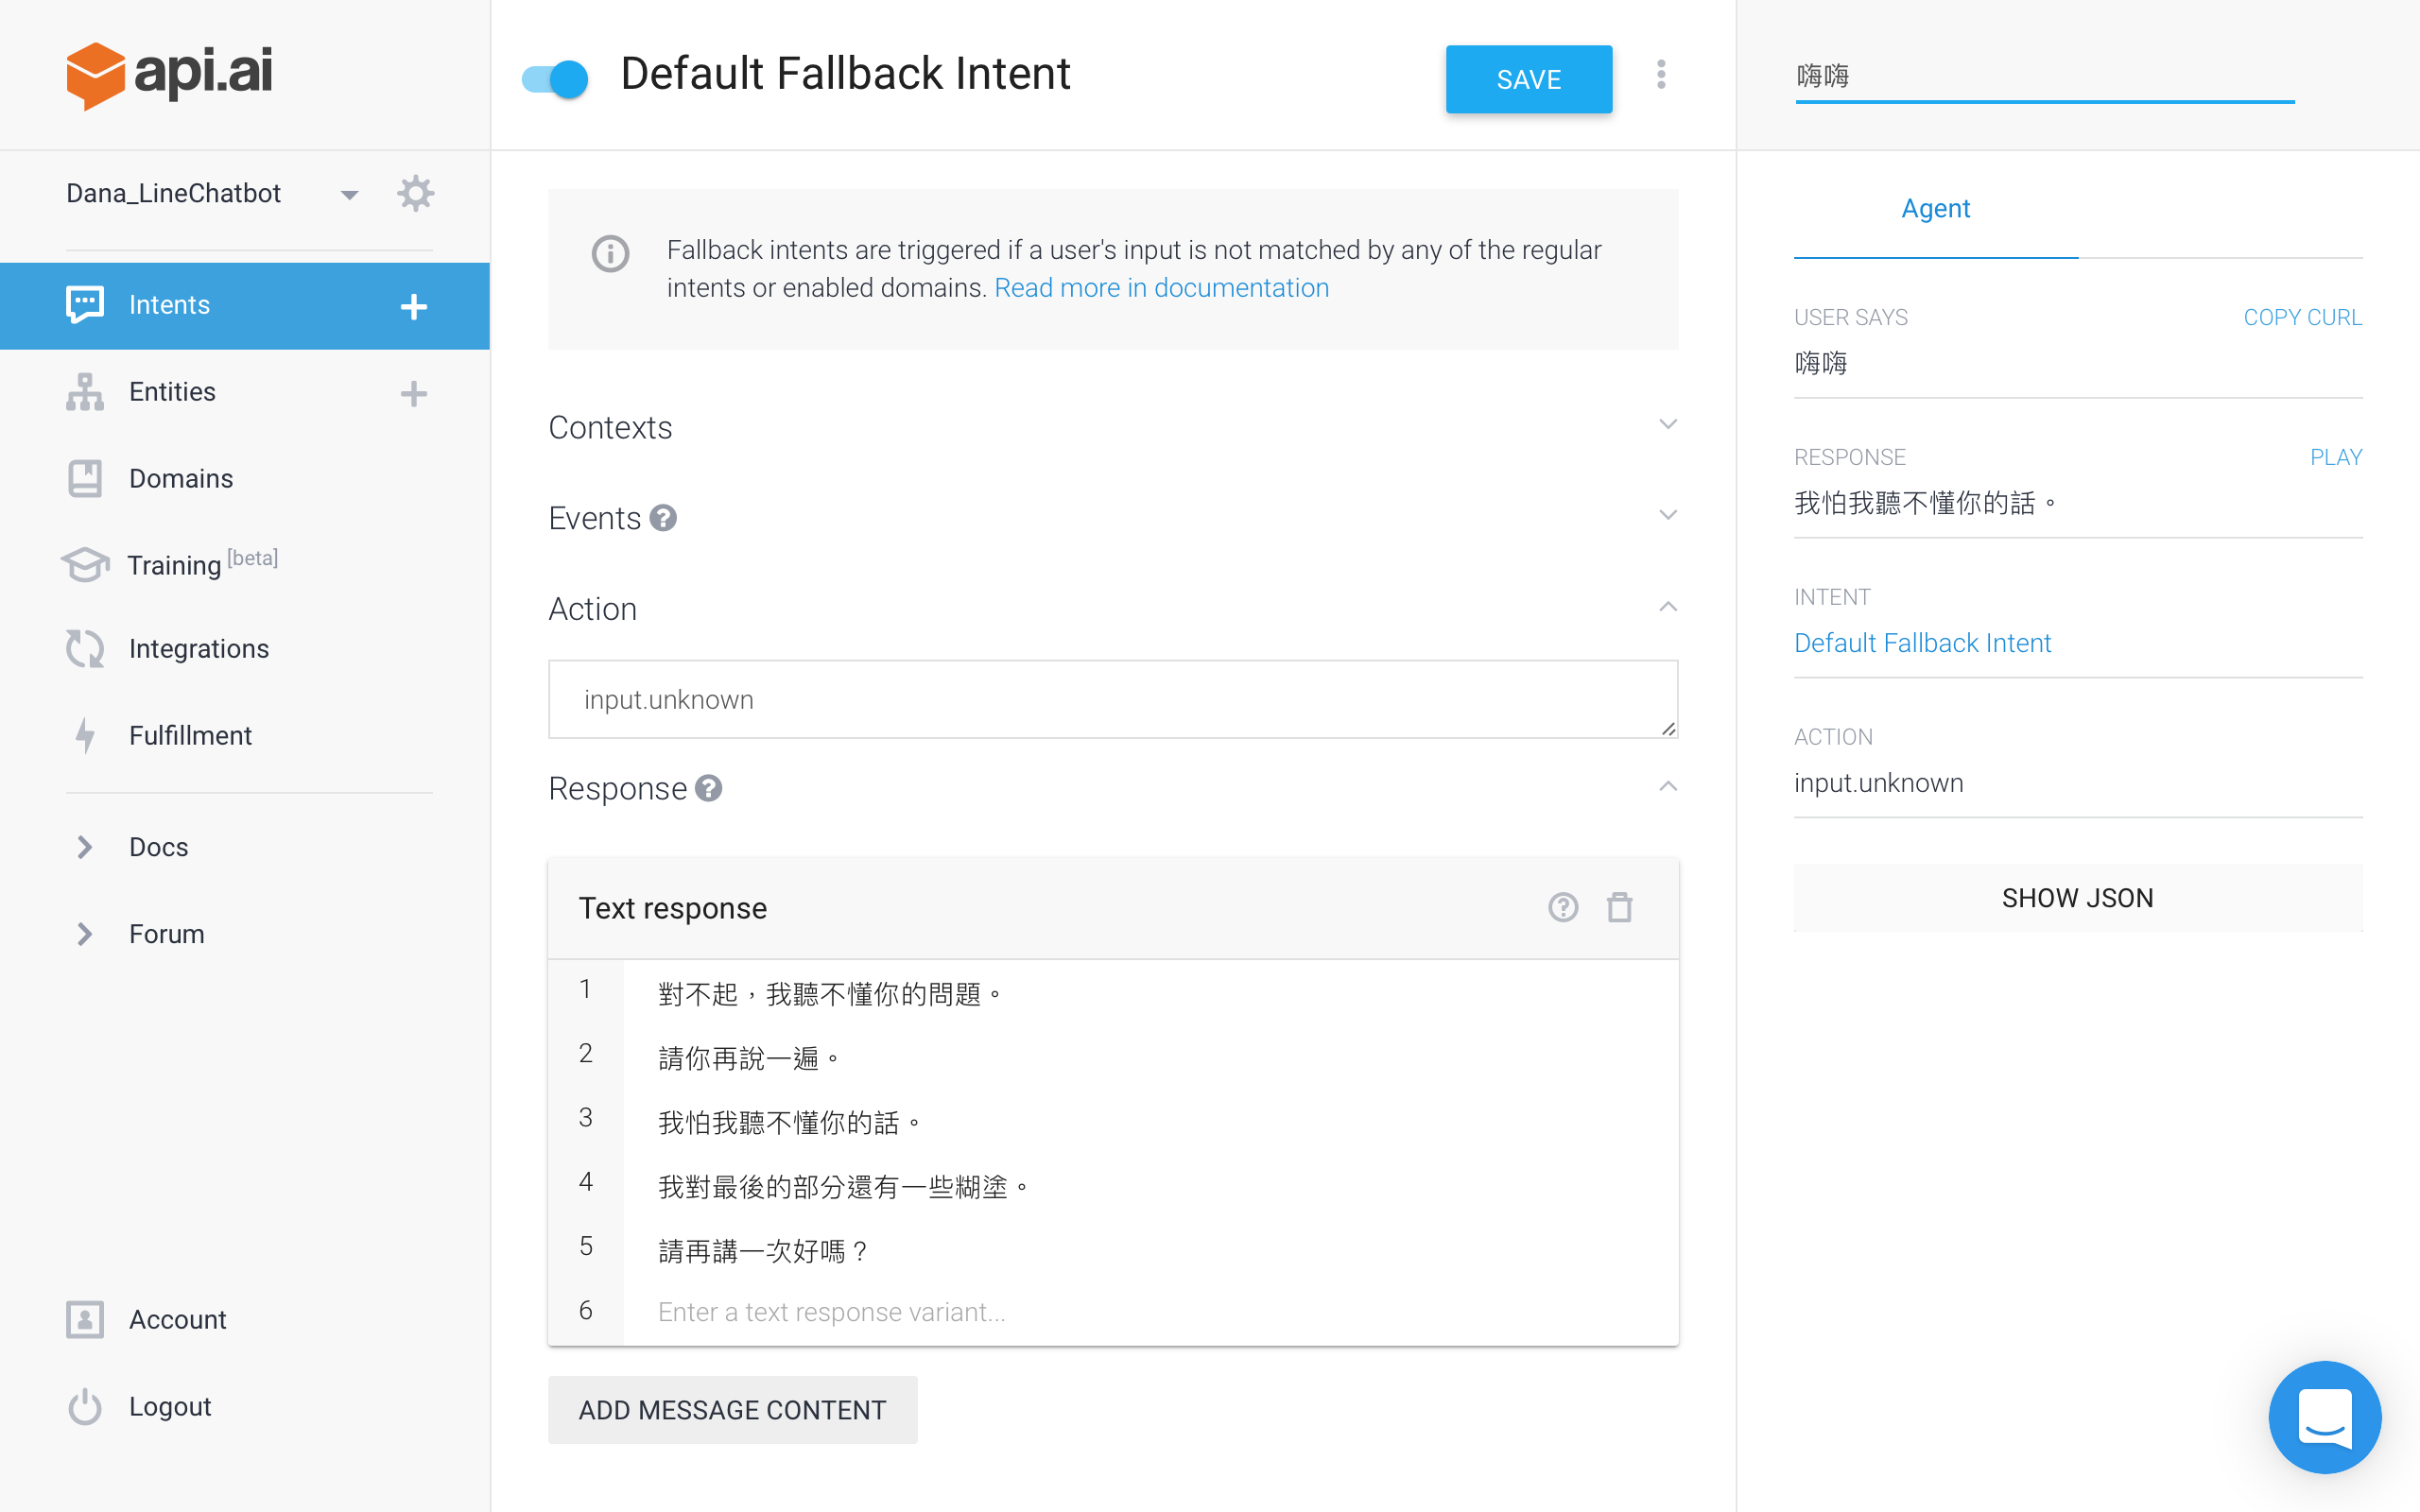 api.ai
Dana_LineChatbot
Intents
Entities
Domains
Training [beta]
Integrations
Fulfillment
Docs
Forum
Account
Logout
Default Fallback Intent
SAVE
Fallback intents are triggered if a user's input is not matched by any of the regular
intents or enabled domains. Read more in documentation
Contexts
Events
Action
input.unknown
Response
Text response
1 對不起，我聽不懂你的問題。
2 請你再說一遍。
3 我怕我聽不懂你的話。
4 我對最後的部分還有一些糊塗。
5 請再講一次好嗎？
6 Enter a text response variant...
ADD MESSAGE CONTENT
嗨嗨
Agent
USER SAYS COPY CURL
嗨嗨
RESPONSE PLAY
我怕我聽不懂你的話。
INTENT
Default Fallback Intent
ACTION
input.unknown
SHOW JSON